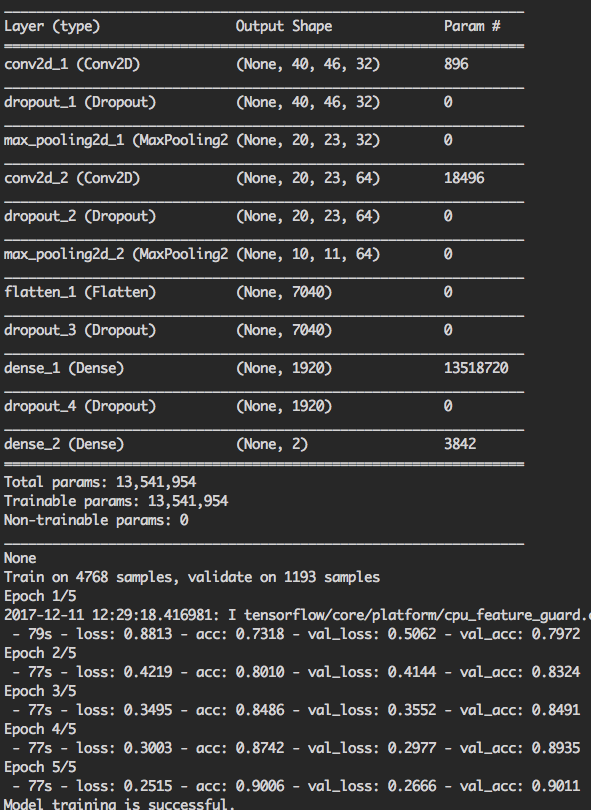 Layer (type) Output Shape Param #
conv2d_1 (Conv2D) (None, 40, 46, 32) 896
dropout_1 (Dropout) (None, 40, 46, 32) 0
max_pooling2d_1 (MaxPooling2 (None, 20, 23, 32) 0
conv2d_2 (Conv2D) (None, 20, 23, 64) 18496
dropout_2 (Dropout) (None, 20, 23, 64) 0
max_pooling2d_2 (MaxPooling2 (None, 10, 11, 64) 0
flatten_1 (Flatten) (None, 7040) 0
dropout_3 (Dropout) (None, 7040) 0
dense_1 (Dense) (None, 1920) 13518720
dropout_4 (Dropout) (None, 1920) 0
dense_2 (Dense) (None, 2) 3842
Total params: 13,541,954
Trainable params: 13,541,954
Non-trainable params: 0
None
Train on 4768 samples, validate on 1193 samples
Epoch 1/5
2017-12-11 12:29:18.416981: I tensorflow/core/platform/cpu_feature_guard.
- 79s - loss: 0.8813 - acc: 0.7318 - val_loss: 0.5062 - val_acc: 0.7972
Epoch 2/5
- 77s - loss: 0.4219 - acc: 0.8010 - val_loss: 0.4144 - val_acc: 0.8324
Epoch 3/5
- 77s - loss: 0.3495 - acc: 0.8486 - val_loss: 0.3552 - val_acc: 0.8491
Epoch 4/5
- 77s - loss: 0.3003 - acc: 0.8742 - val_loss: 0.2977 - val_acc: 0.8935
Epoch 5/5
- 77s - loss: 0.2515 - acc: 0.9006 - val_loss: 0.2666 - val_acc: 0.9011
Model training is successful.